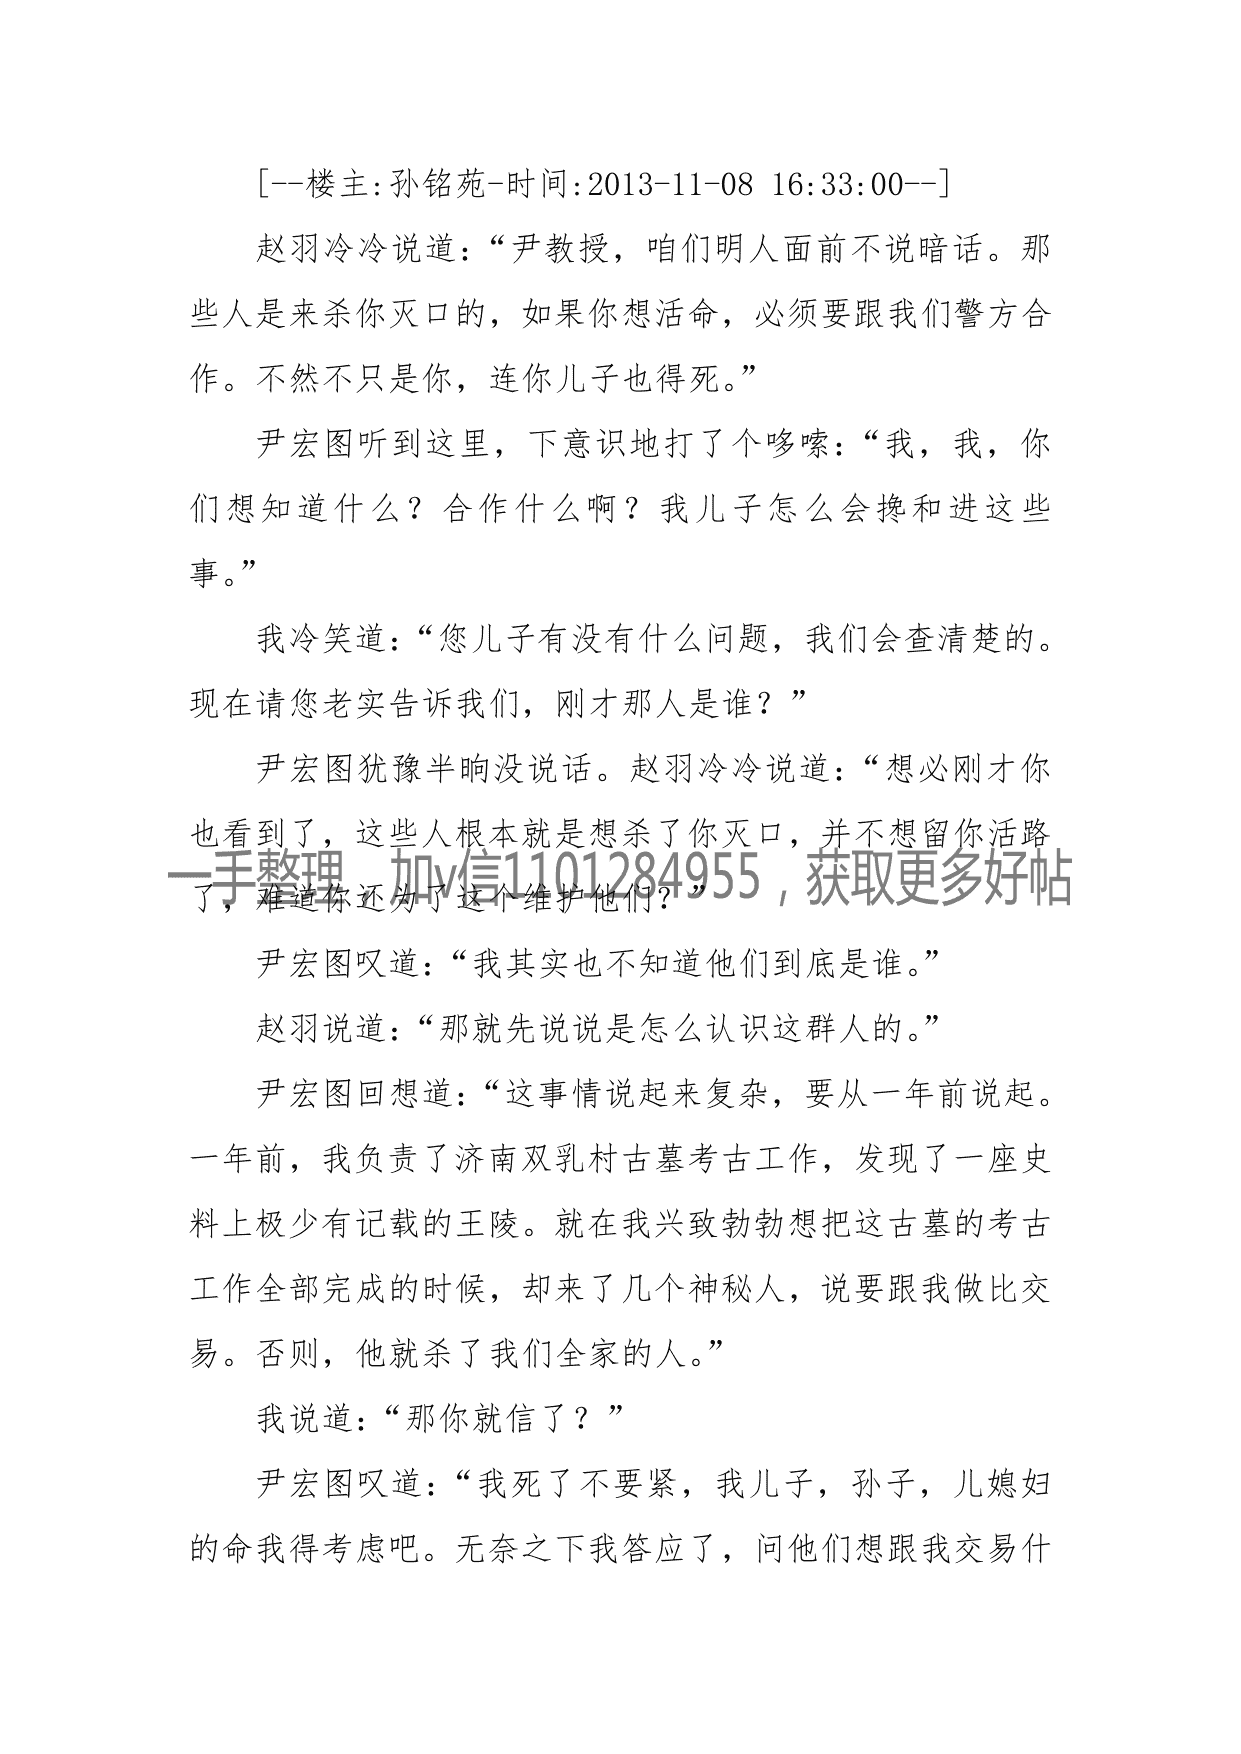 [--楼主:孙铭苑-时间:2013-11-08 16:33:00--]
赵羽冷冷说道：“尹教授，咱们明人面前不说暗话。那
些人是来杀你灭口的，如果你想活命，必须要跟我们警方合
作。不然不只是你，连你儿子也得死。”
尹宏图听到这里，下意识地打了个哆嗦：“我，我，你
们想知道什么？合作什么啊？我儿子怎么会搀和进这些
事。”
我冷笑道：“您儿子有没有什么问题，我们会查清楚的。
现在请您老实告诉我们，刚才那人是谁？”
尹宏图犹豫半晌没说话。赵羽冷冷说道：“想必刚才你
也看到了，这些人根本就是想杀了你灭口，并不想留你活路
一手整理，加v信1101284955，获取更多好帖
了，难道你还为了这个维护他们？”
尹宏图叹道：“我其实也不知道他们到底是谁。”
赵羽说道：“那就先说说是怎么认识这群人的。”
尹宏图回想道：“这事情说起来复杂，要从一年前说起。
一年前，我负责了济南双乳村古墓考古工作，发现了一座史
料上极少有记载的王陵。就在我兴致勃勃想把这古墓的考古
工作全部完成的时候，却来了几个神秘人，说要跟我做比交
易。否则，他就杀了我们全家的人。”
我说道：“那你就信了？”
尹宏图叹道：“我死了不要紧，我儿子，孙子，儿媳妇
的命我得考虑吧。无奈之下我答应了，问他们想跟我交易什